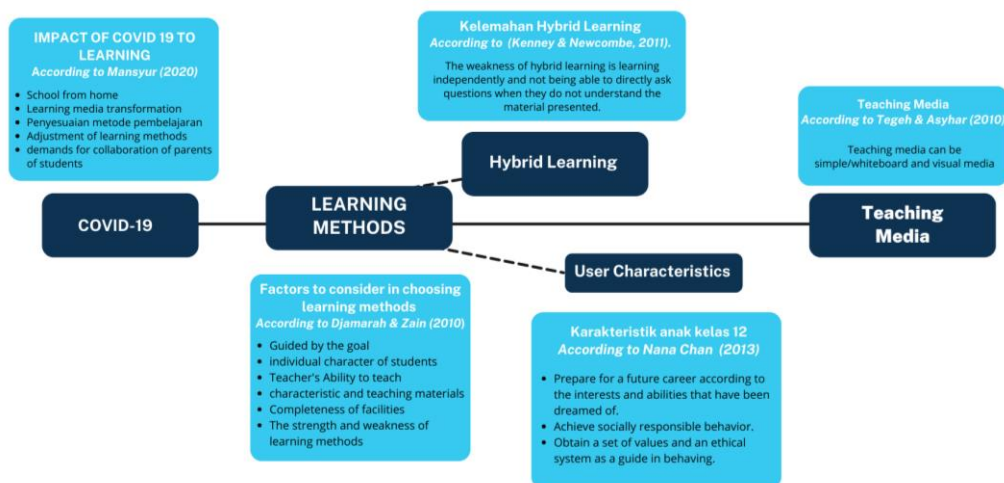 IMPACT OF COVID 19 TO
LEARNING
According to Mansyur (2020)
• School from home
• Learning media transformation
• Penyesuaian metode pembelajaran
• Adjustment of learning methods
• demands for collaboration of parents
of students
Kelemahan Hybrid Learning
According to (Kenney & Newcombe, 2011).
The weakness of hybrid learning is learning
independently and not being able to directly ask
questions when they do not understand the
material presented.
Teaching Media
According to Tegeh & Asyhar (2010)
Teaching media can be
simple/whiteboard and visual media
Hybrid Learning
COVID-19
LEARNING
METHODS
Teaching
Media
User Characteristics
Factors to consider in choosing
learning methods
According to Djamarah & Zain (2010)
• Guided by the goal
• individual character of students
• Teacher's Ability to teach
• characteristic and teaching materials
• Completeness of facilities
• The strength and weakness of
learning methods
Karakteristik anak kelas 12
According to Nana Chan (2013)
• Prepare for a future career according to
the interests and abilities that have been
dreamed of.
• Achieve socially responsible behavior.
• Obtain a set of values and an ethical
system as a guide in behaving.